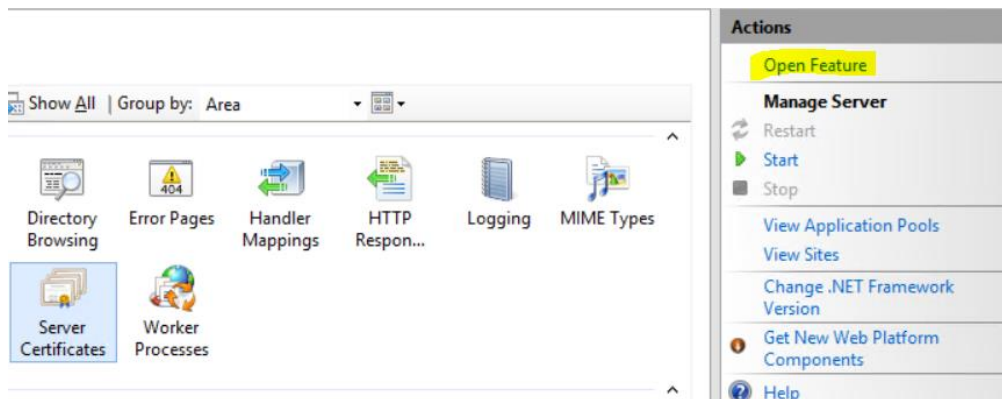 Show All | Group by: Area
Directory
Browsing
Error Pages
404
Handler
Mappings
HTTP
Respon...
Logging
MIME Types
Server
Certificates
Worker
Processes
Actions
Open Feature
Manage Server
Restart
Start
Stop
View Application Pools
View Sites
Change .NET Framework
Version
Get New Web Platform
Components
Help